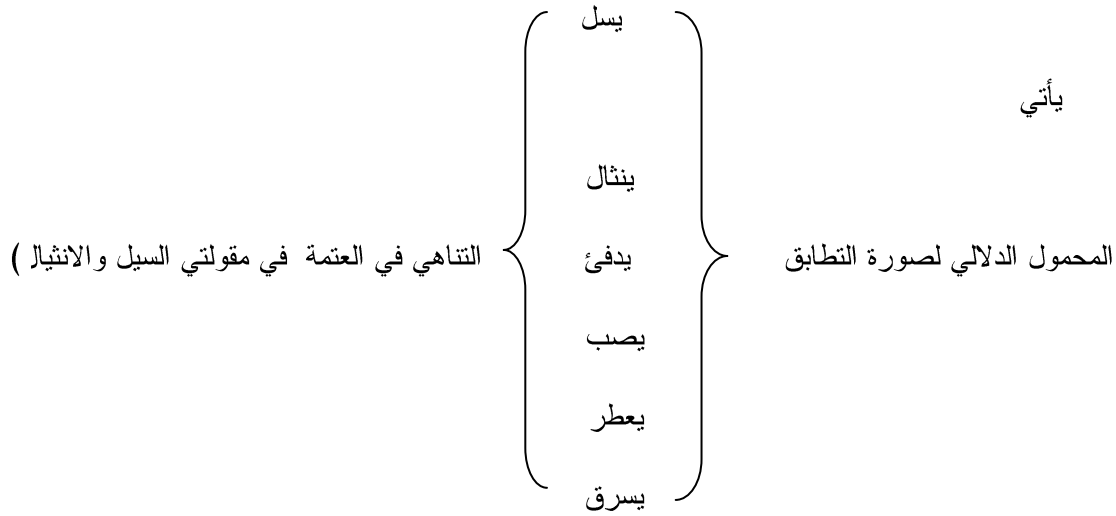 يسل
يأتي
ينثال
المحمول الدلالي لصورة التطابق يدفئ التناهي في العتمة في مقولتي السيل والانثيال )
يصب
يعطر
يسرق